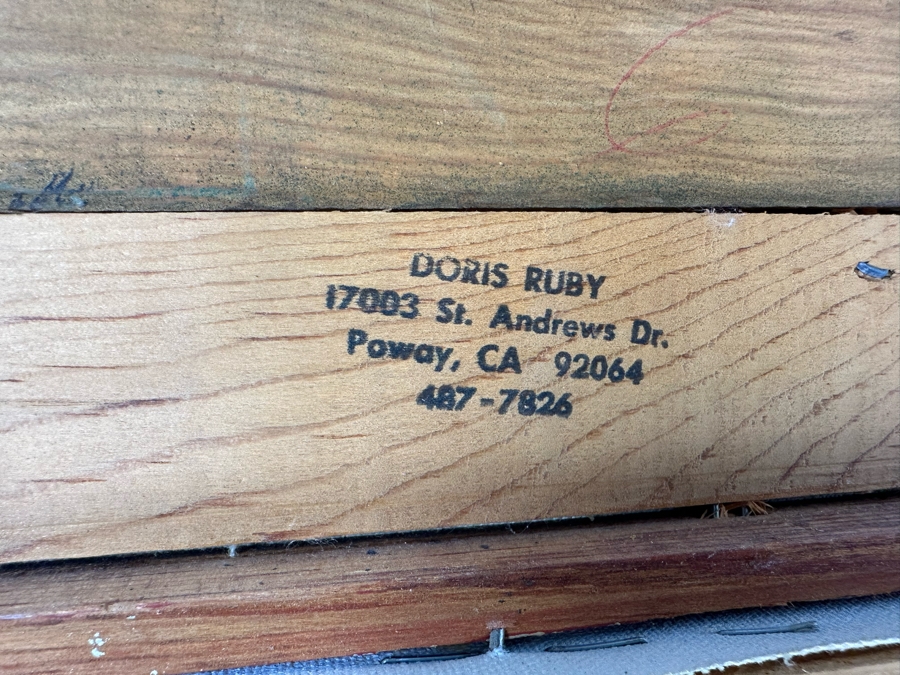 DORIS RUBY
17003 St. Andrews Dr.
Poway, CA 92064
487-7826